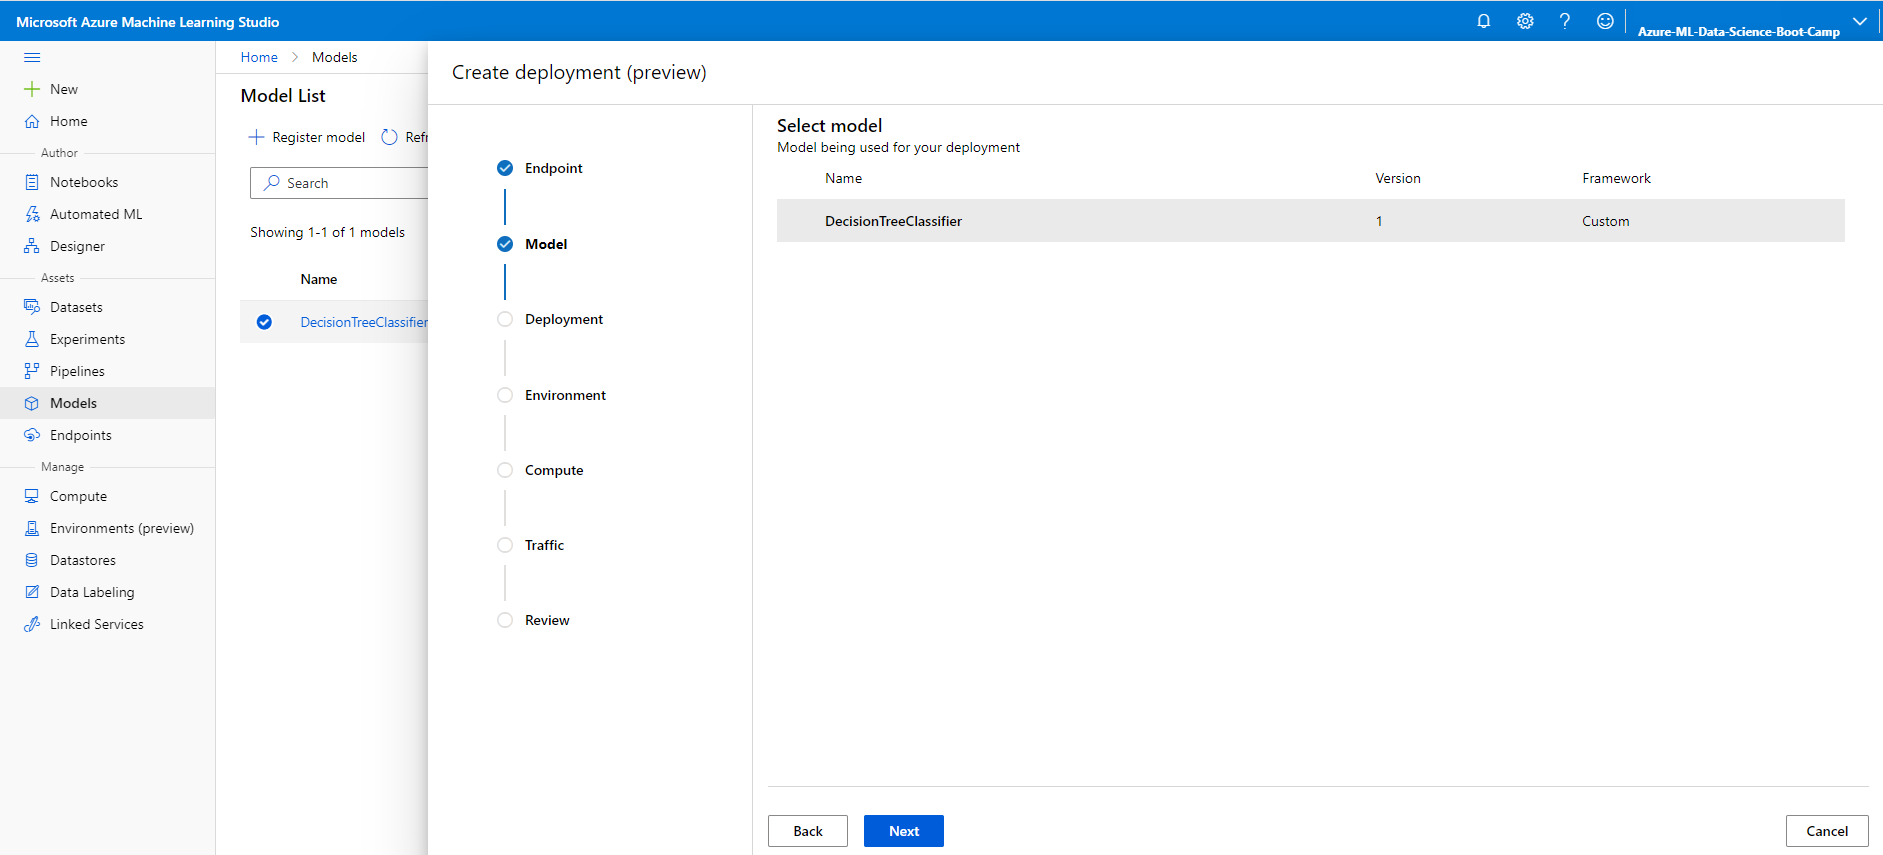 Microsoft Azure Machine Learning Studio
Azure-ML-Data-Science-Boot-Camp
New
Home
Author
Notebooks
Automated ML
Designer
Assets
Datasets
Experiments
Pipelines
Models
Endpoints
Manage
Compute
Environments (preview)
Datastores
Data Labeling
Linked Services
Home > Models
Model List
Register model Refr
Search
Showing 1-1 of 1 models
Name
DecisionTreeClassifier
Create deployment (preview)
Endpoint
Model
Deployment
Environment
Compute
Traffic
Review
Select model
Model being used for your deployment
Name Version Framework
DecisionTreeClassifier 1 Custom
Back Next Cancel